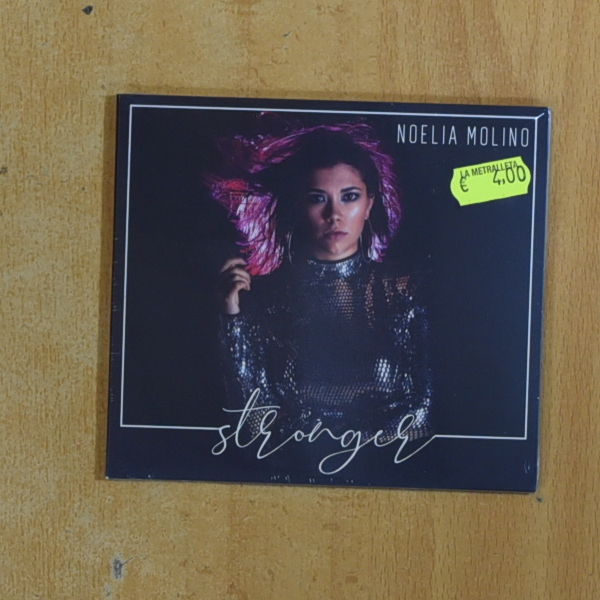 NOELIA MOLINO
LA METRALLETA
€ 4,00
stronger